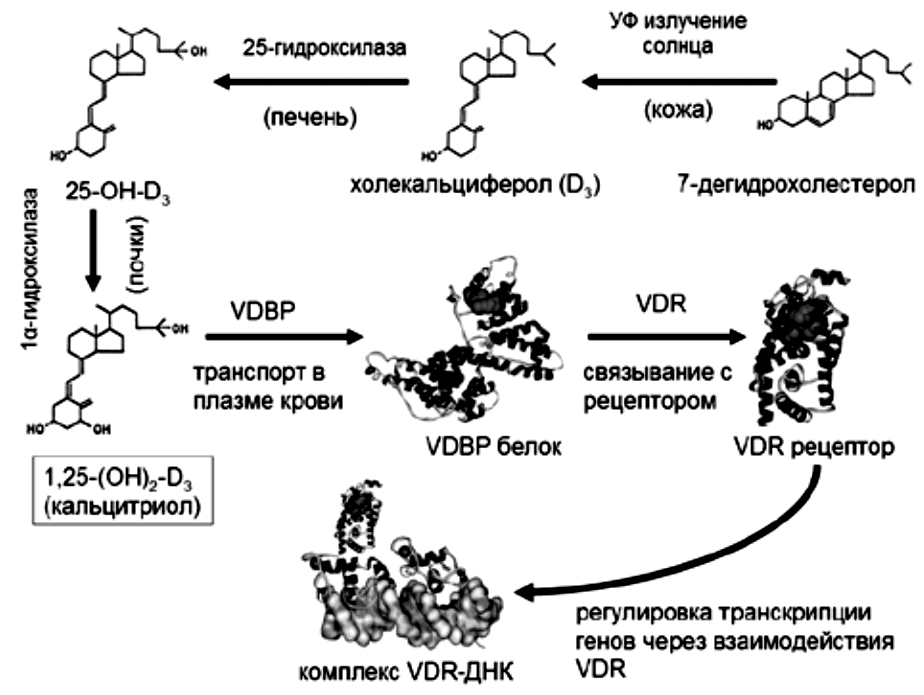 УФ излучение
солнца
25-гидроксилаза
OH
(печень)
(кожа)
HO
HO
HO
холекальциферол (D₃)
7-дегидрохолестерол
25-OH-D₃
1α-гидроксилаза
(почки)
OH
VDBP
VDR
транспорт в
плазме крови
связывание с
рецептором
HO
OH
VDBP белок
VDR рецептор
1,25-(OH)₂-D₃
(кальцитриол)
регулировка транскрипции
генов через взаимодействия
VDR
комплекс VDR-ДНК